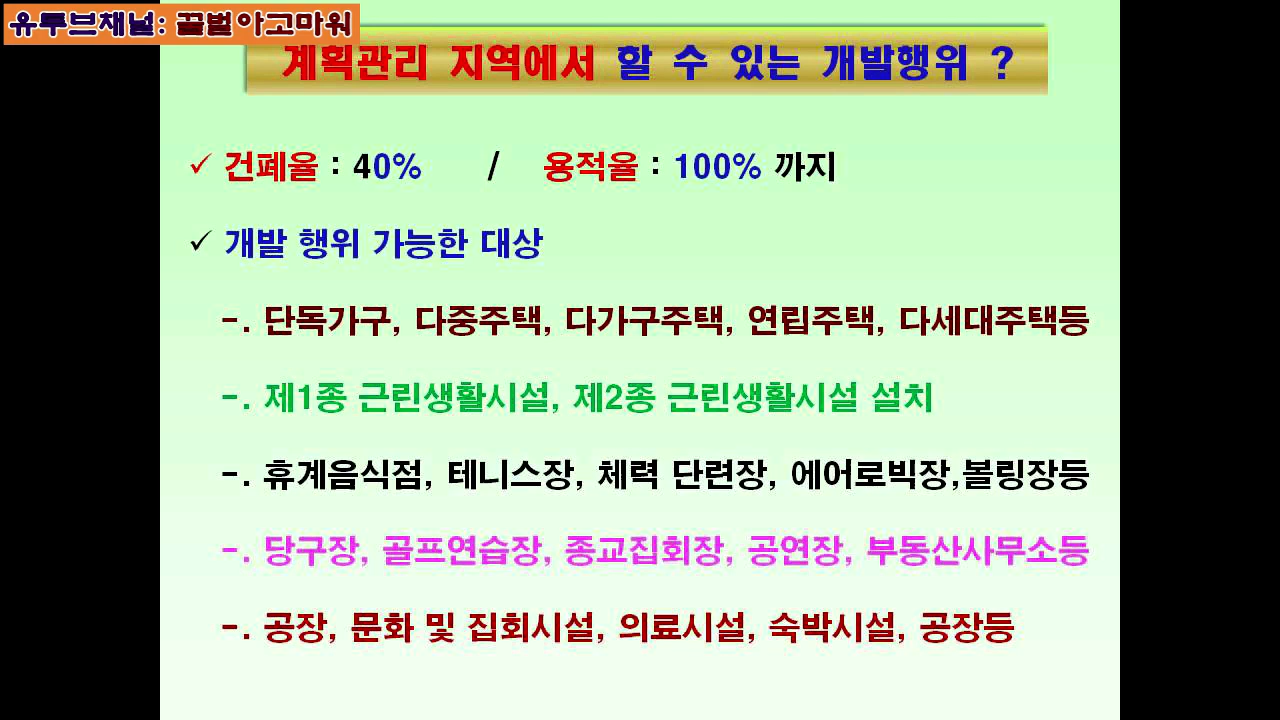 유투브채널: 꿀벌아고마워
계획관리 지역에서 할 수 있는 개발행위 ?
✓ 건폐율 : 40% / 용적율 : 100% 까지
✓ 개발 행위 가능한 대상
-. 단독가구, 다중주택, 다가구주택, 연립주택, 다세대주택등
-. 제1종 근린생활시설, 제2종 근린생활시설 설치
-. 휴계음식점, 테니스장, 체력 단련장, 에어로빅장,볼링장등
-. 당구장, 골프연습장, 종교집회장, 공연장, 부동산사무소등
-. 공장, 문화 및 집회시설, 의료시설, 숙박시설, 공장등